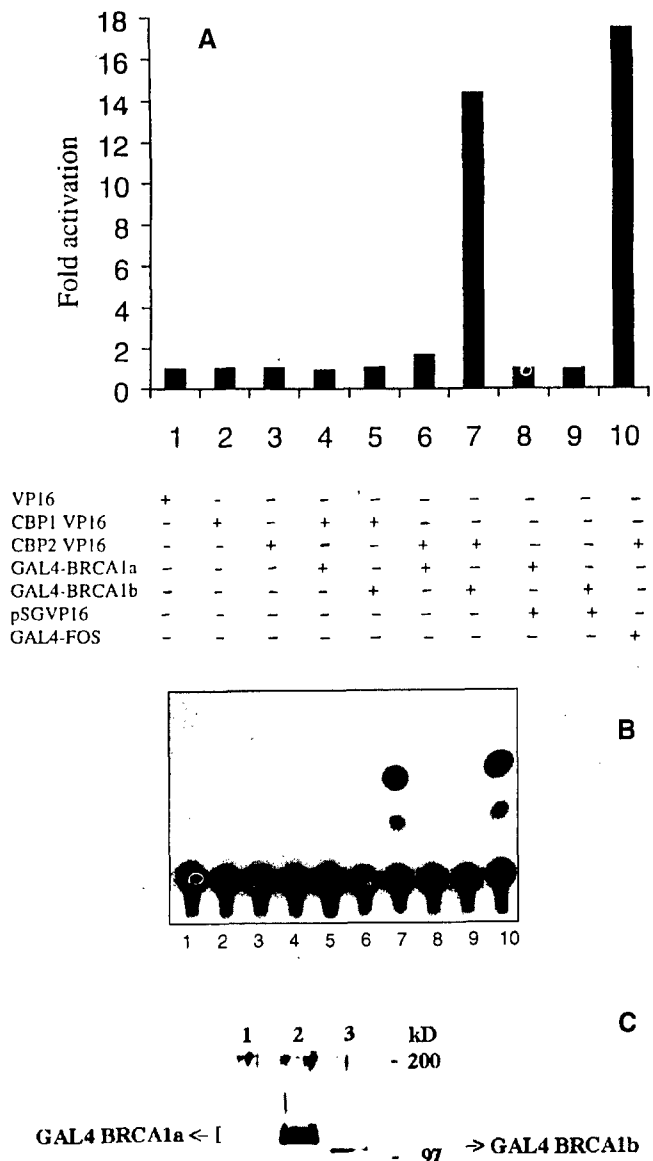 A
18
16
14
12
10
8
6
4
2
0
Fold activation
1 2 3 4 5 6 7 8 9 10
VP16 + - - - - - - - - -
CBP1 VP16 - + - + + - - - - -
CBP2 VP16 - - + - - + + - - +
GAL4-BRCA1a - - - + - + - + - -
GAL4-BRCA1b - - - - + - + - + -
pSGVP16 - - - - - - - + + -
GAL4-FOS - - - - - - - - - +
B
1 2 3 4 5 6 7 8 9 10
C
1 2 3 kD
- 200
GAL4 BRCA1a <- [
- 97 -> GAL4 BRCA1b